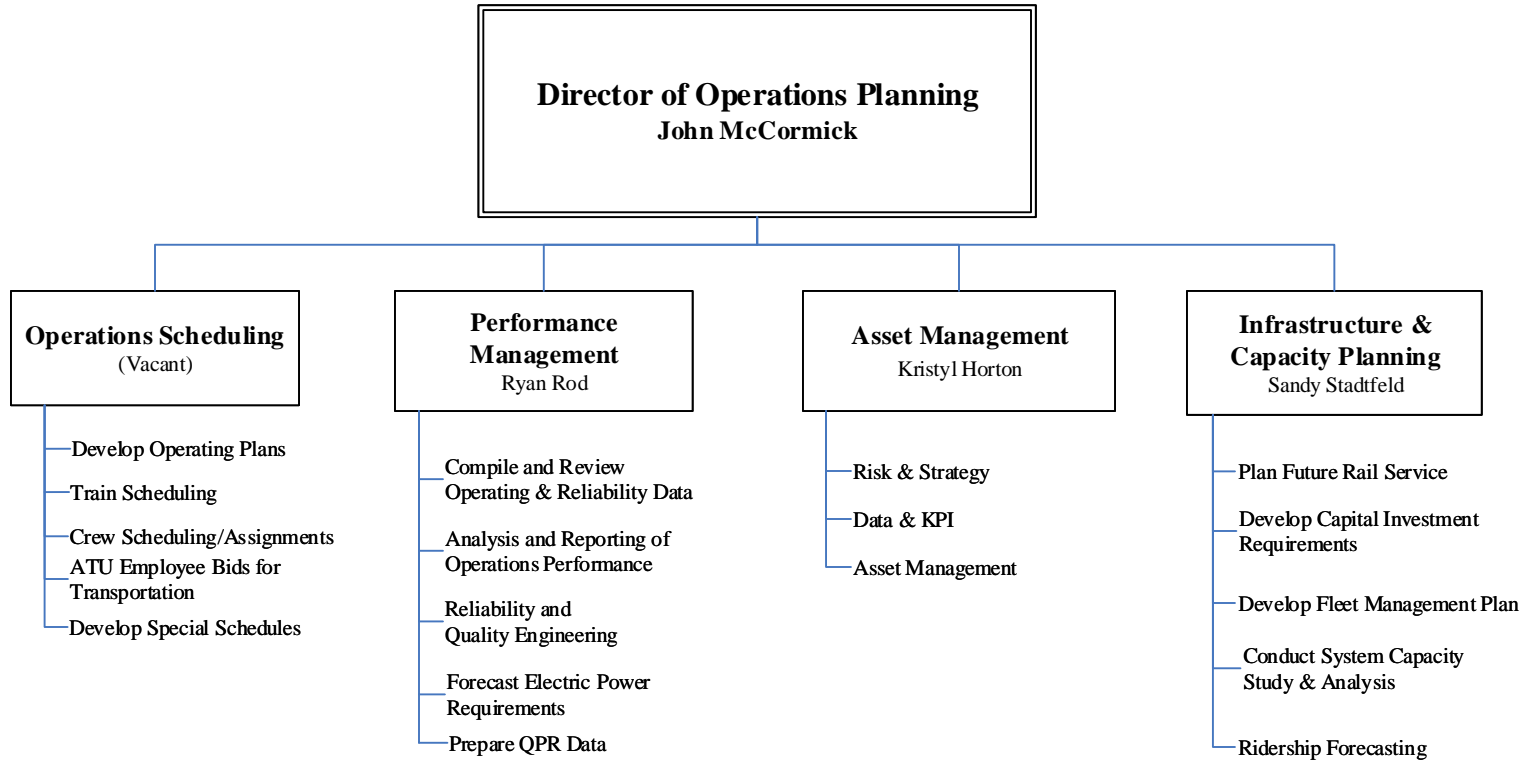 Director of Operations Planning
John McCormick
Operations Scheduling
(Vacant)
Develop Operating Plans
Train Scheduling
Crew Scheduling/Assignments
ATU Employee Bids for
Transportation
Develop Special Schedules
Performance
Management
Ryan Rod
Compile and Review
Operating & Reliability Data
Analysis and Reporting of
Operations Performance
Reliability and
Quality Engineering
Forecast Electric Power
Requirements
Prepare QPR Data
Asset Management
Kristyl Horton
Risk & Strategy
Data & KPI
Asset Management
Infrastructure &
Capacity Planning
Sandy Stadtfeld
Plan Future Rail Service
Develop Capital Investment
Requirements
Develop Fleet Management Plan
Conduct System Capacity
Study & Analysis
Ridership Forecasting